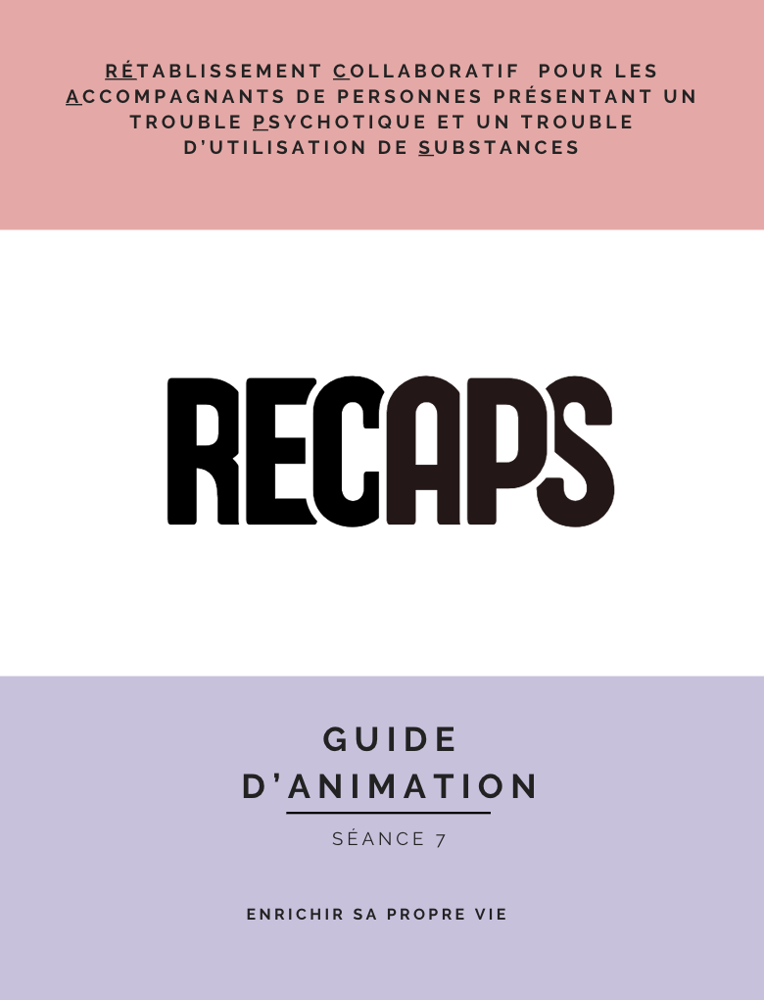 RÉTABLISSEMENT COLLABORATIF POUR LES
ACCOMPAGNANTS DE PERSONNES PRÉSENTANT UN
TROUBLE PSYCHOTIQUE ET UN TROUBLE
D'UTILISATION DE SUBSTANCES
RECAPS
GUIDE
D'ANIMATION
SÉANCE 7
ENRICHIR SA PROPRE VIE